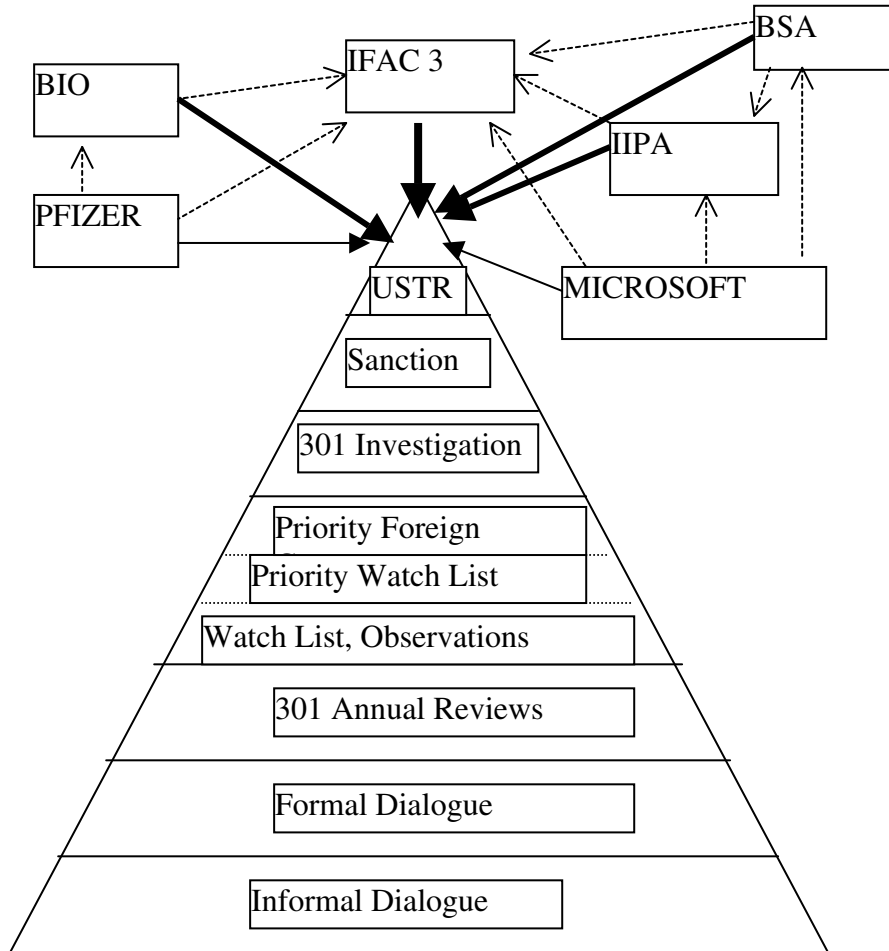 BSA
IFAC 3
BIO
IIPA
PFIZER
USTR
MICROSOFT
Sanction
301 Investigation
Priority Foreign
Priority Watch List
Watch List, Observations
301 Annual Reviews
Formal Dialogue
Informal Dialogue